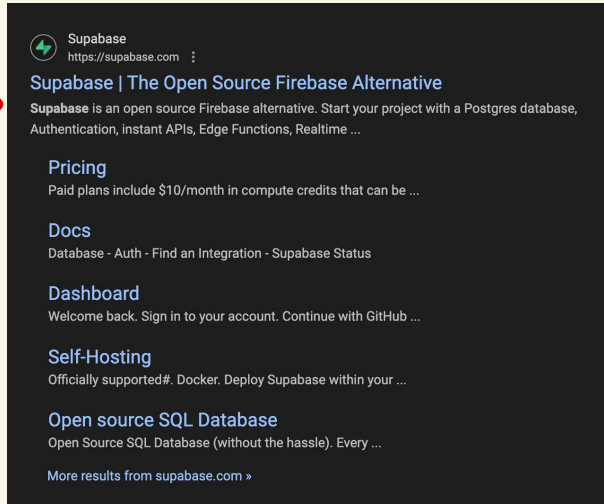 Supabase
https://supabase.com
Supabase | The Open Source Firebase Alternative
Supabase is an open source Firebase alternative. Start your project with a Postgres database,
Authentication, instant APIs, Edge Functions, Realtime ...
Pricing
Paid plans include $10/month in compute credits that can be ...
Docs
Database - Auth - Find an Integration - Supabase Status
Dashboard
Welcome back. Sign in to your account. Continue with GitHub ...
Self-Hosting
Officially supported#. Docker. Deploy Supabase within your ...
Open source SQL Database
Open Source SQL Database (without the hassle). Every ...
More results from supabase.com »